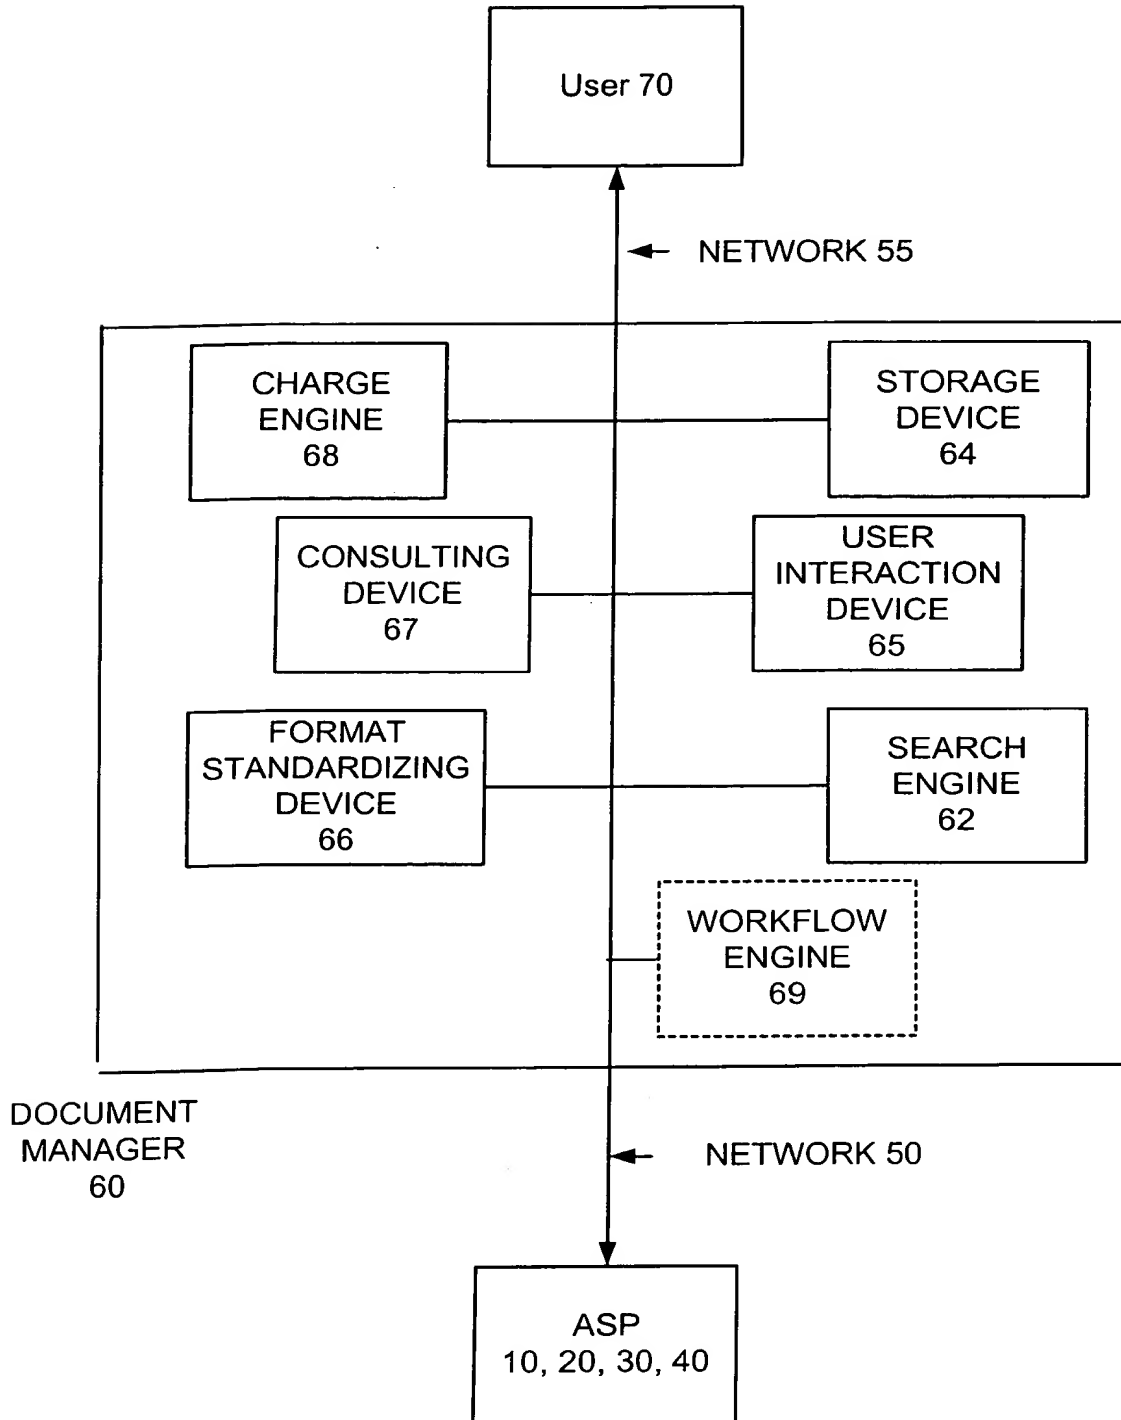 User 70
NETWORK 55
CHARGE
ENGINE
68
STORAGE
DEVICE
64
CONSULTING
DEVICE
67
USER
INTERACTION
DEVICE
65
FORMAT
STANDARDIZING
DEVICE
66
SEARCH
ENGINE
62
WORKFLOW
ENGINE
69
DOCUMENT
MANAGER
60
NETWORK 50
ASP
10, 20, 30, 40